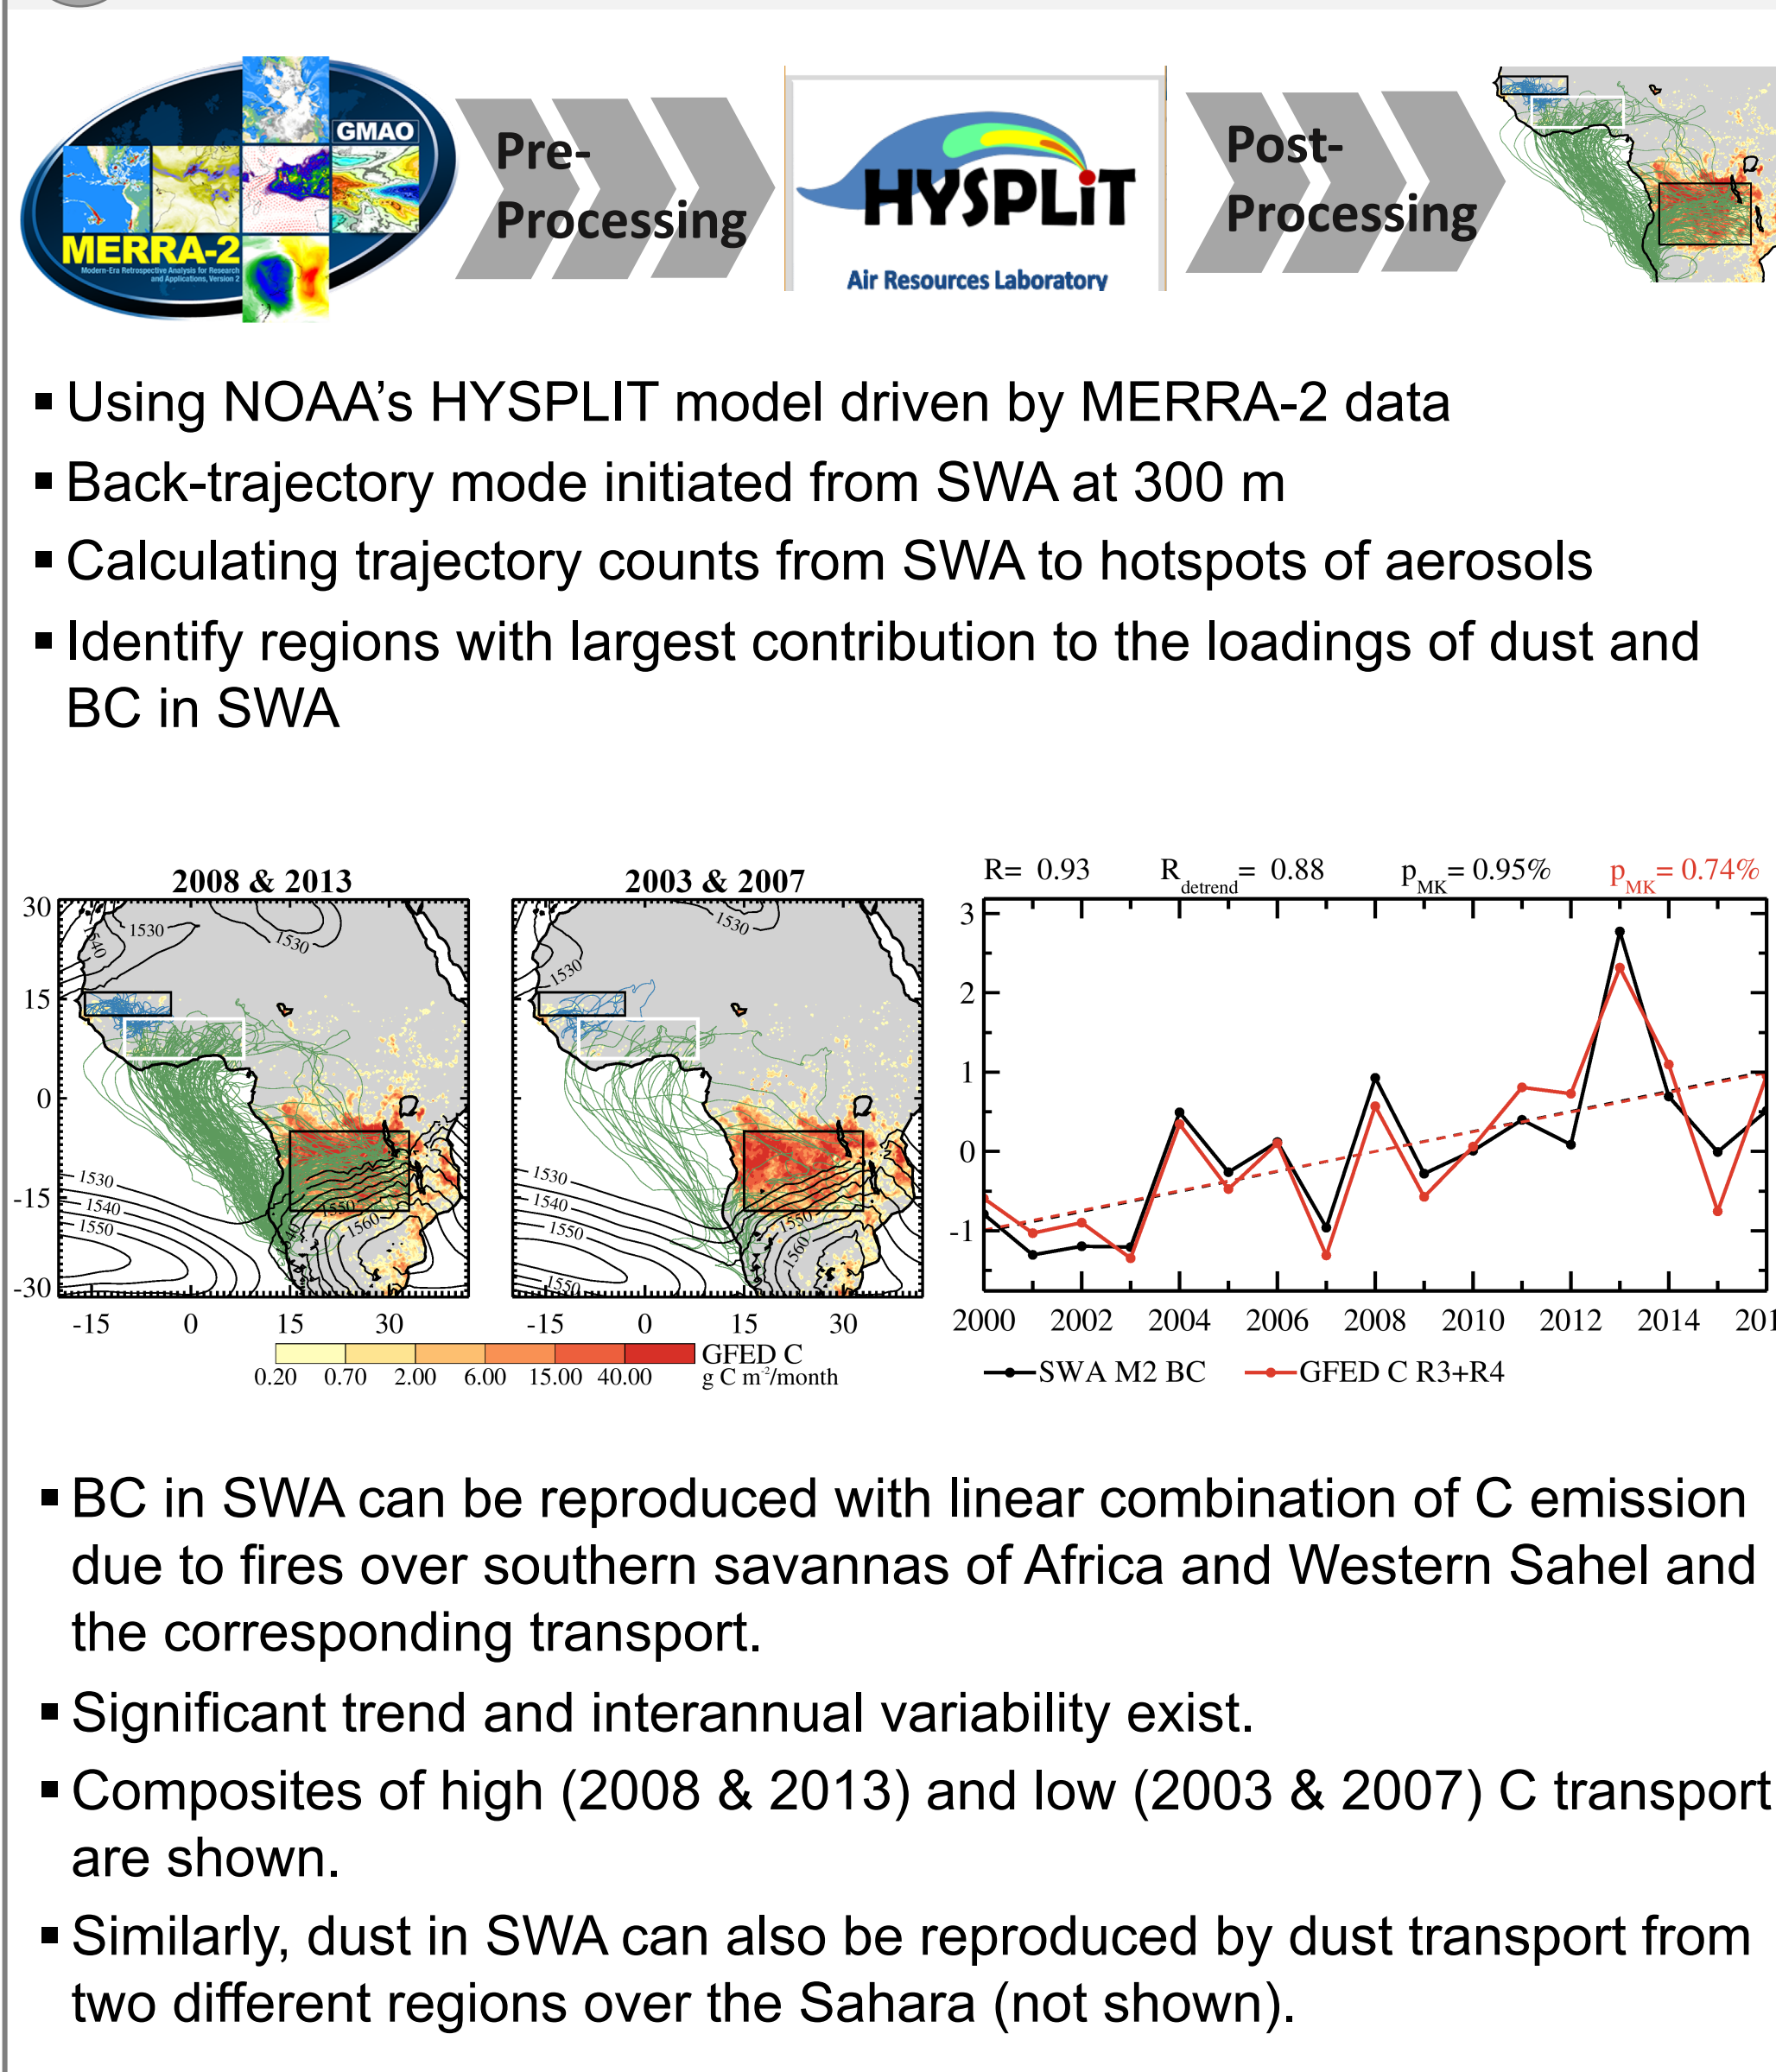 GMAO
MERRA-2
Modern-Era Retrospective Analysis for Research
and Applications, Version 2
Pre-
Processing
HYSPLiT
Air Resources Laboratory
Post-
Processing
▪ Using NOAA's HYSPLIT model driven by MERRA-2 data
▪ Back-trajectory mode initiated from SWA at 300 m
▪ Calculating trajectory counts from SWA to hotspots of aerosols
▪ Identify regions with largest contribution to the loadings of dust and
BC in SWA
2008 & 2013
30
15
0
-15
-30
1540
1530
1530
1530
1540
1550
1550
1560
1540
-15 0 15 30
2003 & 2007
1530
1530
1530
1540
1550
1550
1550
1560
-15 0 15 30
0.20 0.70 2.00 6.00 15.00 40.00
GFED C
g C m⁻²/month
R= 0.93 R_detrend= 0.88 p_MK= 0.95% p_MK= 0.74%
3
2
1
0
-1
2000 2002 2004 2006 2008 2010 2012 2014 201
SWA M2 BC GFED C R3+R4
▪ BC in SWA can be reproduced with linear combination of C emission
due to fires over southern savannas of Africa and Western Sahel and
the corresponding transport.
▪ Significant trend and interannual variability exist.
▪ Composites of high (2008 & 2013) and low (2003 & 2007) C transport
are shown.
▪ Similarly, dust in SWA can also be reproduced by dust transport from
two different regions over the Sahara (not shown).